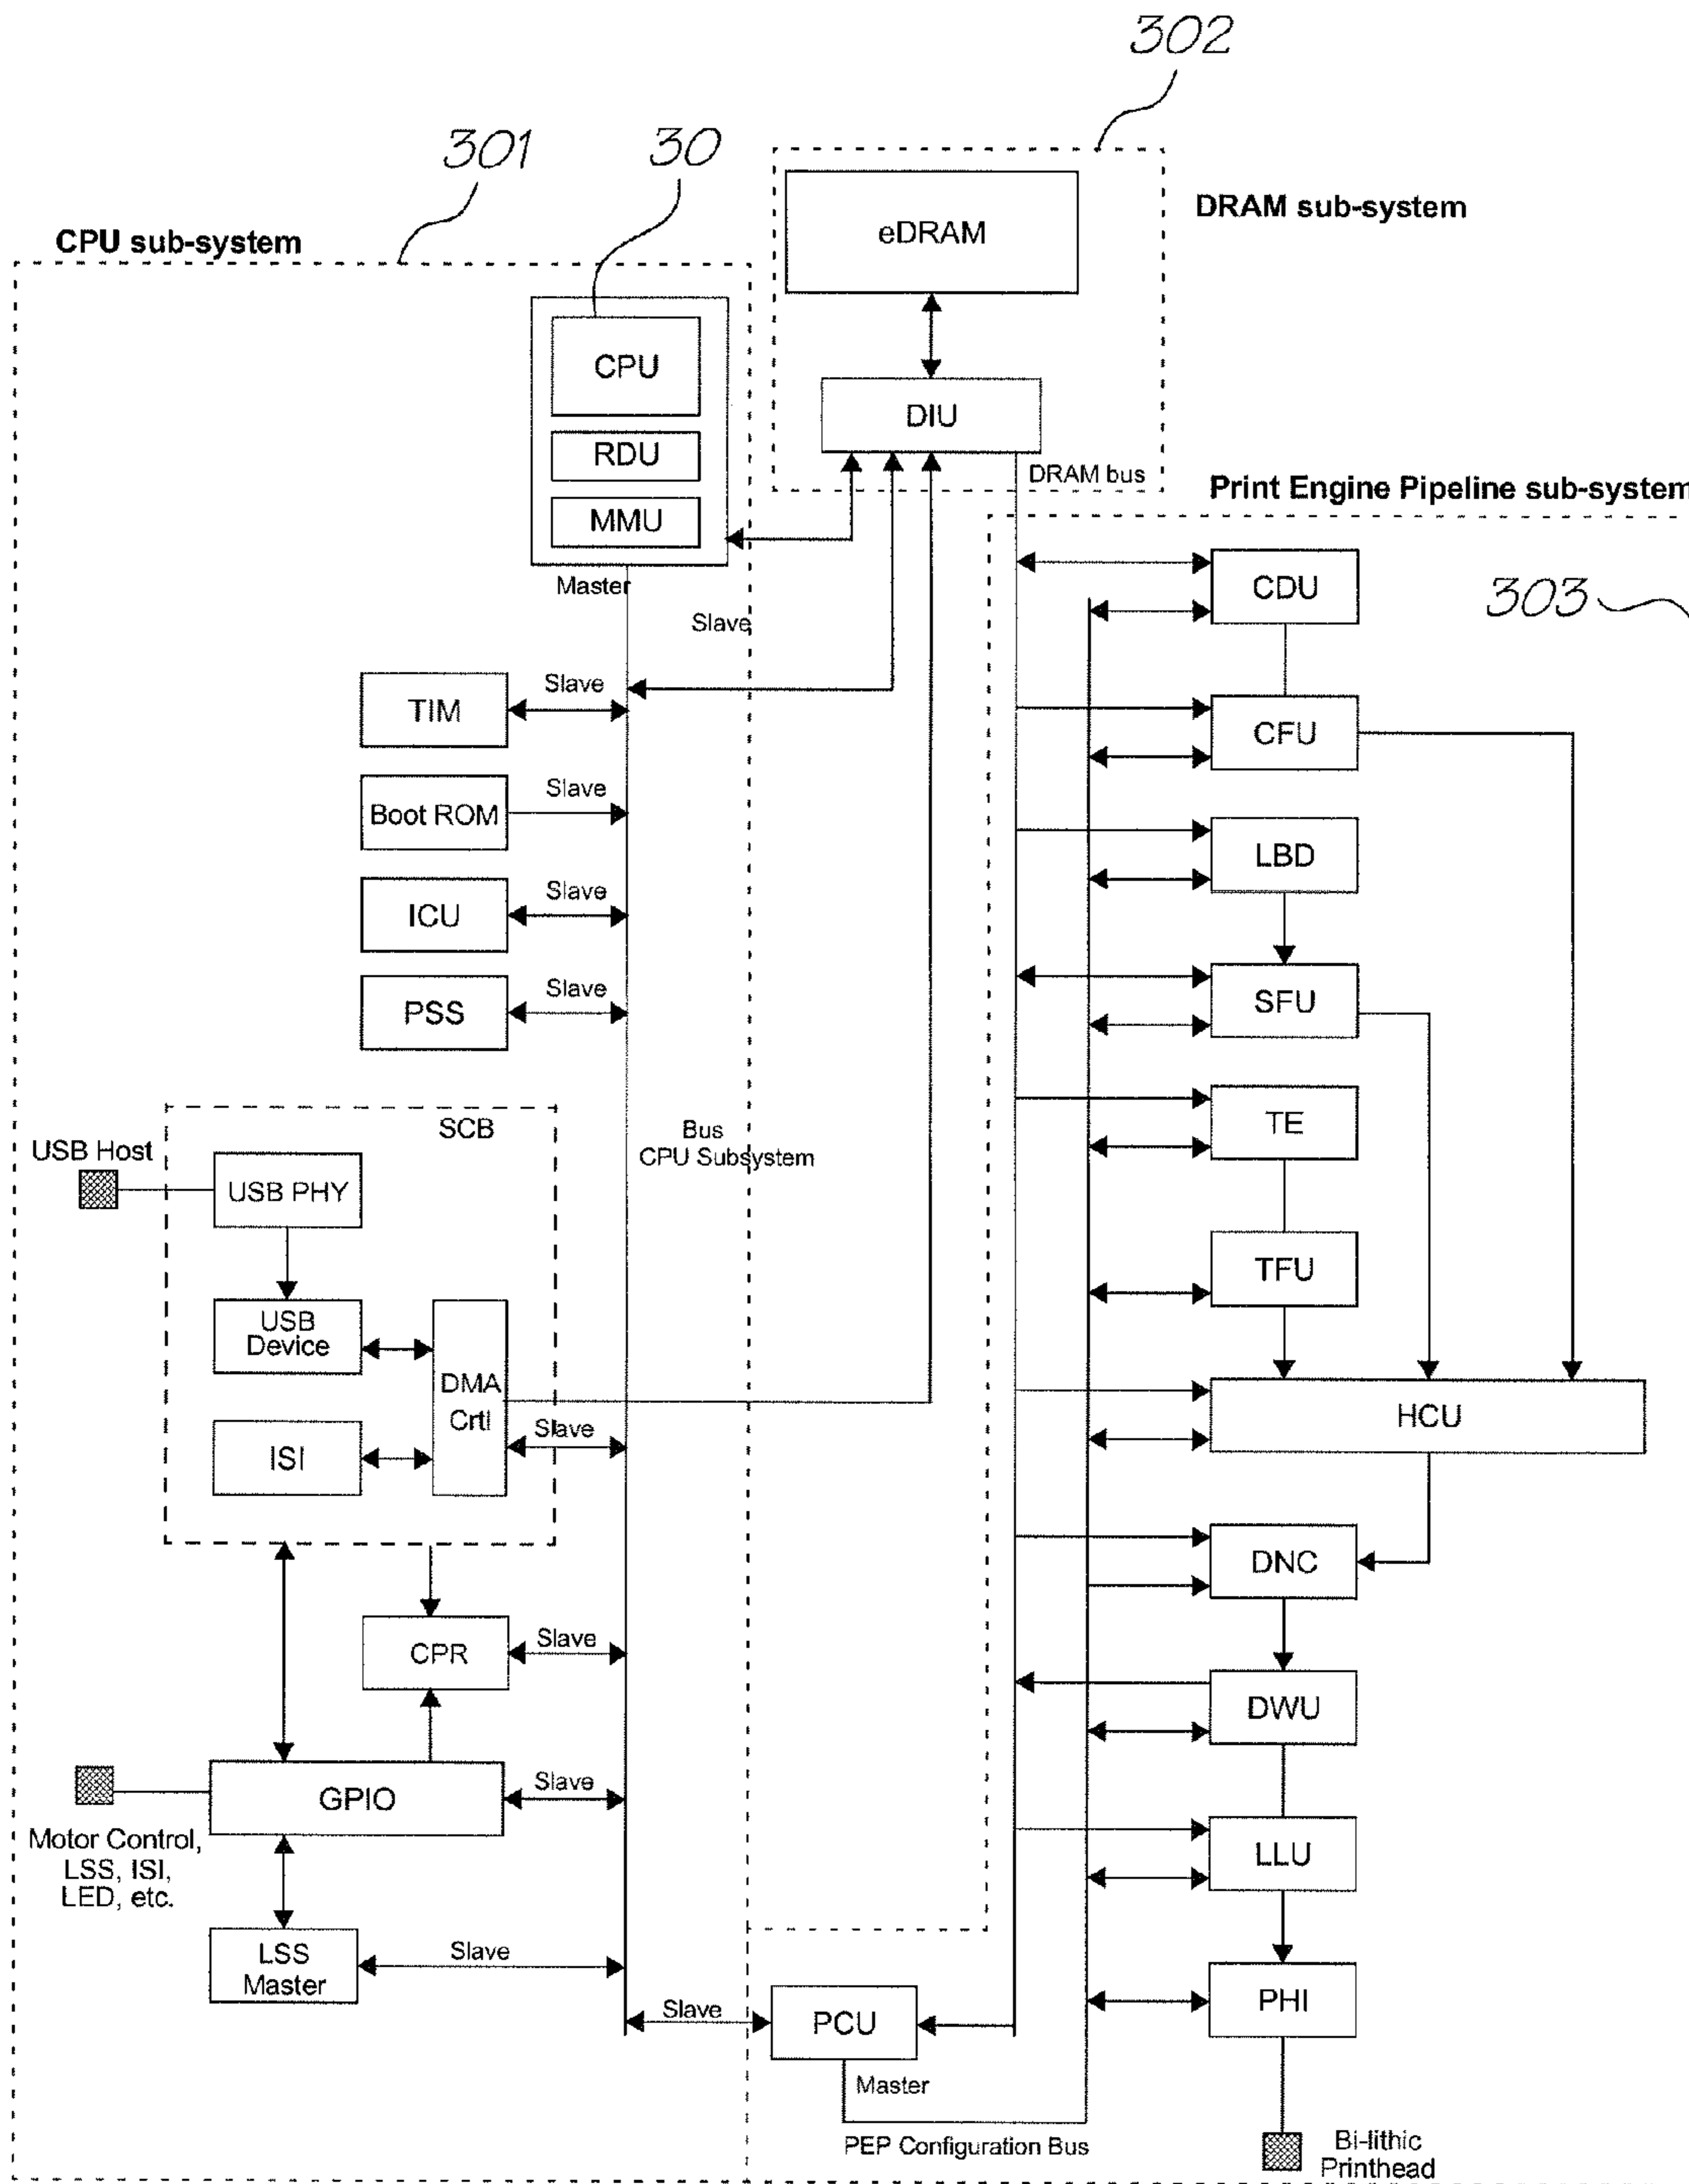 302
301
30
DRAM sub-system
CPU sub-system
eDRAM
CPU
DIU
RDU
DRAM bus
Print Engine Pipeline sub-system
MMU
Master
CDU
303
Slave
Slave
TIM
CFU
Slave
Boot ROM
LBD
Slave
ICU
Slave
PSS
SFU
SCB
TE
USB Host
Bus
CPU Subsystem
USB PHY
TFU
USB
Device
DMA
Crtl
HCU
Slave
ISI
DNC
Slave
CPR
DWU
Slave
GPIO
Motor Control,
LSS, ISI,
LED, etc.
LLU
Slave
LSS
Master
PHI
Slave
PCU
Master
PEP Configuration Bus
Bi-lithic
Printhead